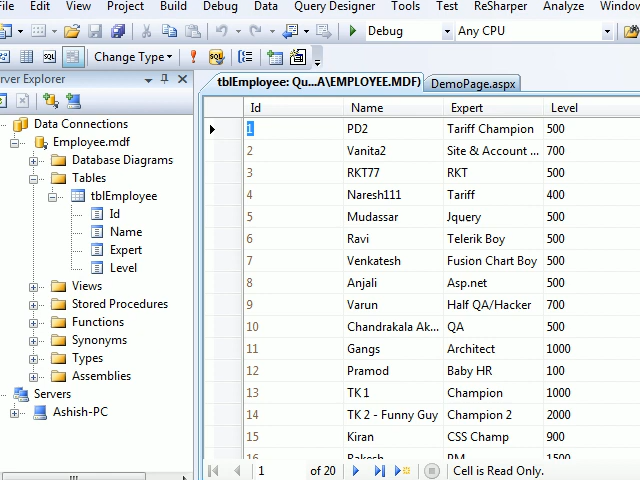 File Edit View Project Build Debug Data Query Designer Tools Test ReSharper Analyze Window
Debug Any CPU
Change Type SQL
Server Explorer
tblEmployee: Qu...A\EMPLOYEE.MDF) DemoPage.aspx
Data Connections
Employee.mdf
Database Diagrams
Tables
tblEmployee
Id
Name
Expert
Level
Views
Stored Procedures
Functions
Synonyms
Types
Assemblies
Servers
Ashish-PC
Id Name Expert Level
1 PD2 Tariff Champion 500
2 Vanita2 Site & Account ... 700
3 RKT77 RKT 500
4 Naresh111 Tariff 400
5 Mudassar Jquery 500
6 Ravi Telerik Boy 500
7 Venkatesh Fusion Chart Boy 500
8 Anjali Asp.net 500
9 Varun Half QA/Hacker 700
10 Chandrakala Ak... QA 500
11 Gangs Architect 1000
12 Pramod Baby HR 100
13 TK 1 Champion 1000
14 TK 2 - Funny Guy Champion 2 2000
15 Kiran CSS Champ 900
16 Rakesh PM 1500
1 of 20 Cell is Read Only.